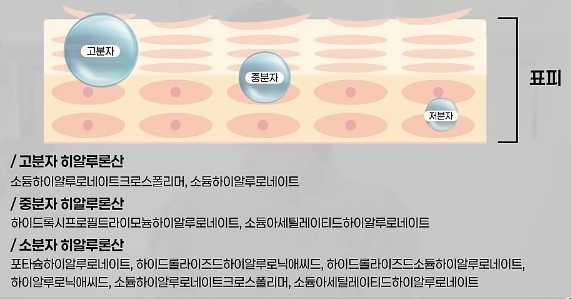 고분자
중분자
저분자
표피
/ 고분자 히알루론산
소듐하이알루로네이트크로스폴리머, 소듐하이알루로네이트
/ 중분자 히알루론산
하이드록시프로필트라이모늄하이알루로네이트, 소듐아세틸레이티드하이알루로네이트
/ 소분자 히알루론산
포타슘하이알루로네이트, 하이드롤라이즈드하이알루로닉애씨드, 하이드롤라이즈드소듐하이알루로네이트,
하이알루로닉애씨드, 소듐하이알루로네이트크로스폴리머, 소듐아세틸레이티드하이알루로네이트